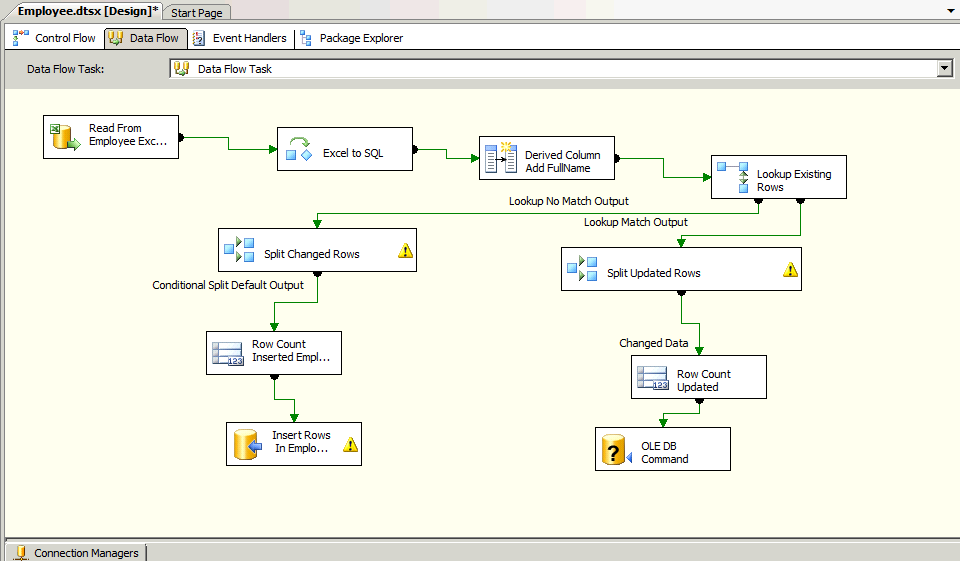 Employee.dtsx [Design]*
Start Page
Control Flow
Data Flow
Event Handlers
Package Explorer
Data Flow Task:
Data Flow Task
Read From
Employee Exc...
Excel to SQL
Derived Column
Add FullName
Lookup Existing
Rows
Lookup No Match Output
Lookup Match Output
Split Changed Rows
Split Updated Rows
Conditional Split Default Output
Row Count
Inserted Empl...
123
Changed Data
Row Count
Updated
123
Insert Rows
In Emplo...
OLE DB
Command
Connection Managers